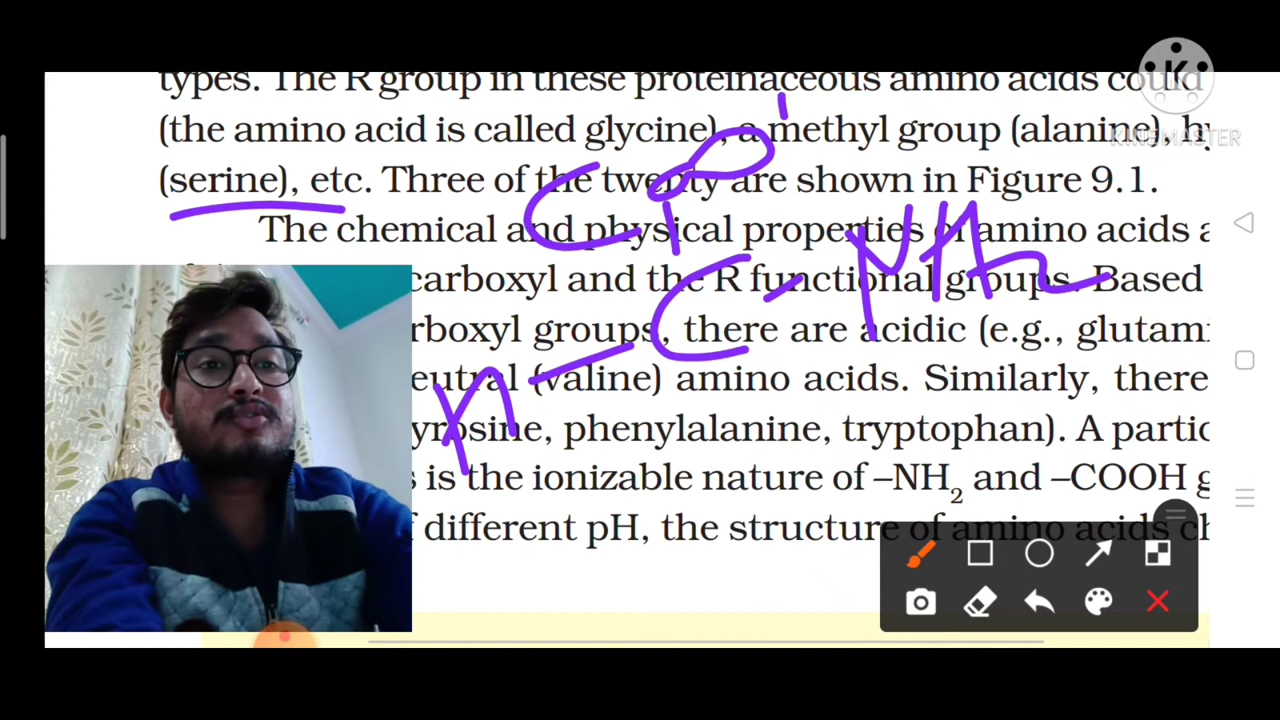 types. The R group in these proteinaceous amino acids could
(the amino acid is called glycine), a methyl group (alanine), hy
(serine), etc. Three of the twenty are shown in Figure 9.1.
The chemical and physical properties of amino acids a
carboxyl and the R functional groups. Based
rboxyl groups, there are acidic (e.g., glutami
eutral (valine) amino acids. Similarly, there
yrosine, phenylalanine, tryptophan). A partic
s is the ionizable nature of –NH2 and –COOH g
f different pH, the structure of amino acids ch
COO
C - NH2
K
KINEMASTER